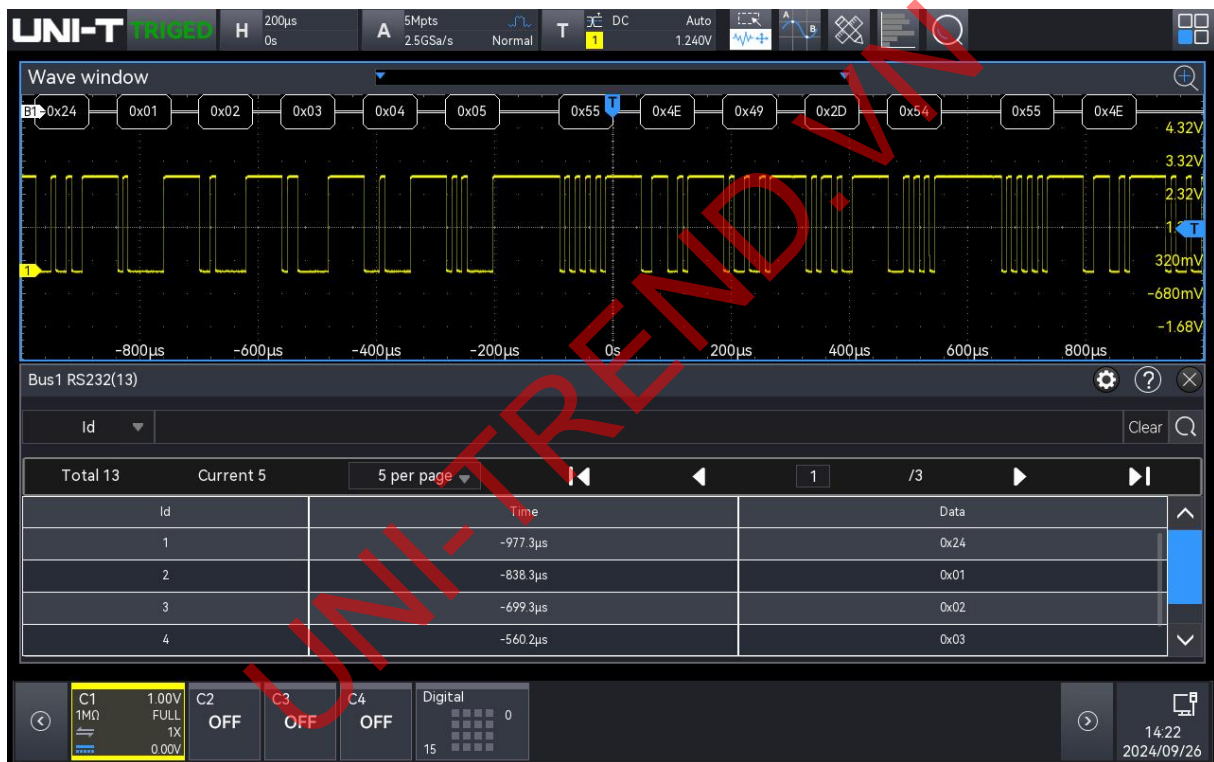 UNI-T TRIGED H 200μs 0s A 5Mpts 2.5GSa/s Normal T DC 1 Auto 1.240V A B
Wave window
B1 0x24 0x01 0x02 0x03 0x04 0x05 0x55 T 0x4E 0x49 0x2D 0x54 0x55 0x4E
4.32V
3.32V
2.32V
T
1
320mV
-680mV
-1.68V
-800μs -600μs -400μs -200μs 0s 200μs 400μs 600μs 800μs
Bus1 RS232(13)
Id Clear
Total 13 Current 5 5 per page 1 /3
Id Time Data
1 -977.3μs 0x24
2 -838.3μs 0x01
3 -699.3μs 0x02
4 -560.2μs 0x03
C1 1.00V C2 C3 C4 Digital
1MΩ FULL OFF OFF OFF 0
1X
0.00V 15
14:22
2024/09/26
UNI-TREND.VN